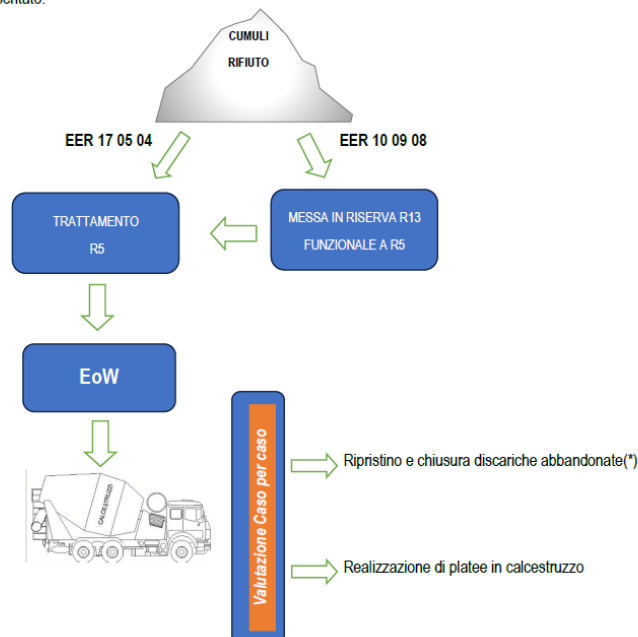 CUMULI
RIFIUTO
EER 17 05 04
EER 10 09 08
TRATTAMENTO
R5
MESSA IN RISERVA R13
FUNZIONALE A R5
EoW
CALCESTRUZZI
Valutazione Caso per caso
Ripristino e chiusura discariche abbandonate(*)
Realizzazione di platee in calcestruzzo